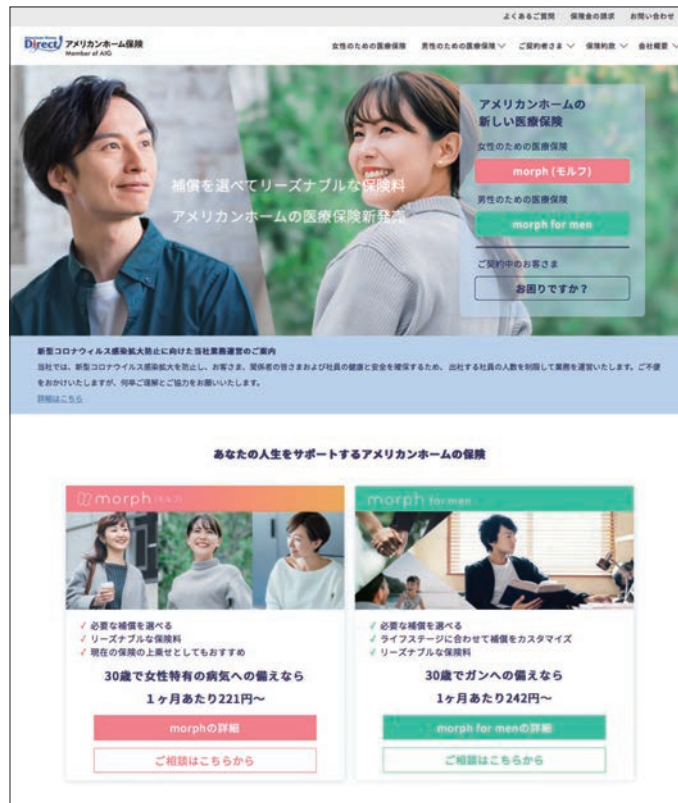 よくあるご質問 保険金の請求 お問い合わせ
American Home
Direct アメリカンホーム保険
Member of AIG
女性のための医療保険 男性のための医療保険 ご契約者さま 保険約款 会社概要
アメリカンホームの
新しい医療保険
女性のための医療保険
morph (モルフ)
男性のための医療保険
morph for men
ご契約中のお客さま
お困りですか？
補償を選べてリーズナブルな保険料
アメリカンホームの医療保険新発売
新型コロナウィルス感染拡大防止に向けた当社業務運営のご案内
当社では、新型コロナウイルス感染拡大を防止し、お客さま、関係者の皆さまおよび社員の健康と安全を確保するため、出社する社員の人数を制限して業務を運営いたします。ご不便
をおかけいたしますが、何卒ご理解とご協力をお願いいたします。
詳細はこちら
あなたの人生をサポートするアメリカンホームの保険
morph (モルフ)
✓ 必要な補償を選べる
✓ リーズナブルな保険料
✓ 現在の保険の上乗せとしてもおすすめ
30歳で女性特有の病気への備えなら
1ヶ月あたり221円〜
morphの詳細
ご相談はこちらから
morph for men
✓ 必要な補償を選べる
✓ ライフステージに合わせて補償をカスタマイズ
✓ リーズナブルな保険料
30歳でガンへの備えなら
1ヶ月あたり242円〜
morph for menの詳細
ご相談はこちらから